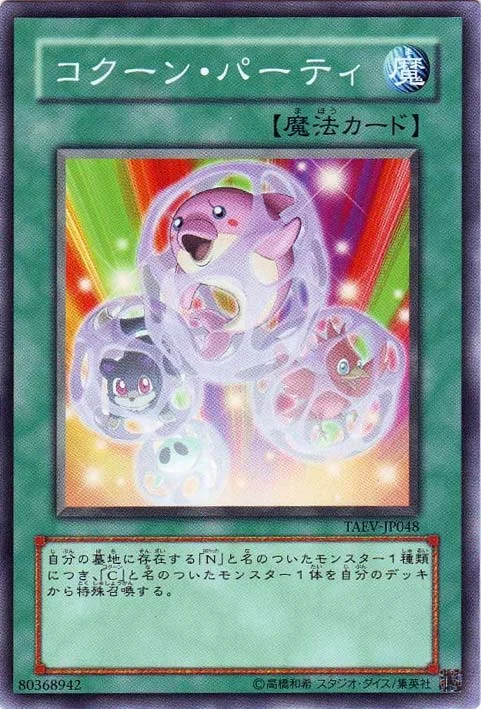 コクーン・パーティ
魔
【魔法カード】
まほう
TAEV-JP048
自分の墓地に存在する「N」と名のついたモンスター1種類
につき、「C」と名のついたモンスター1体を自分のデッキ
から特殊召喚する。
80368942
©高橋和希 スタジオ・ダイス/集英社